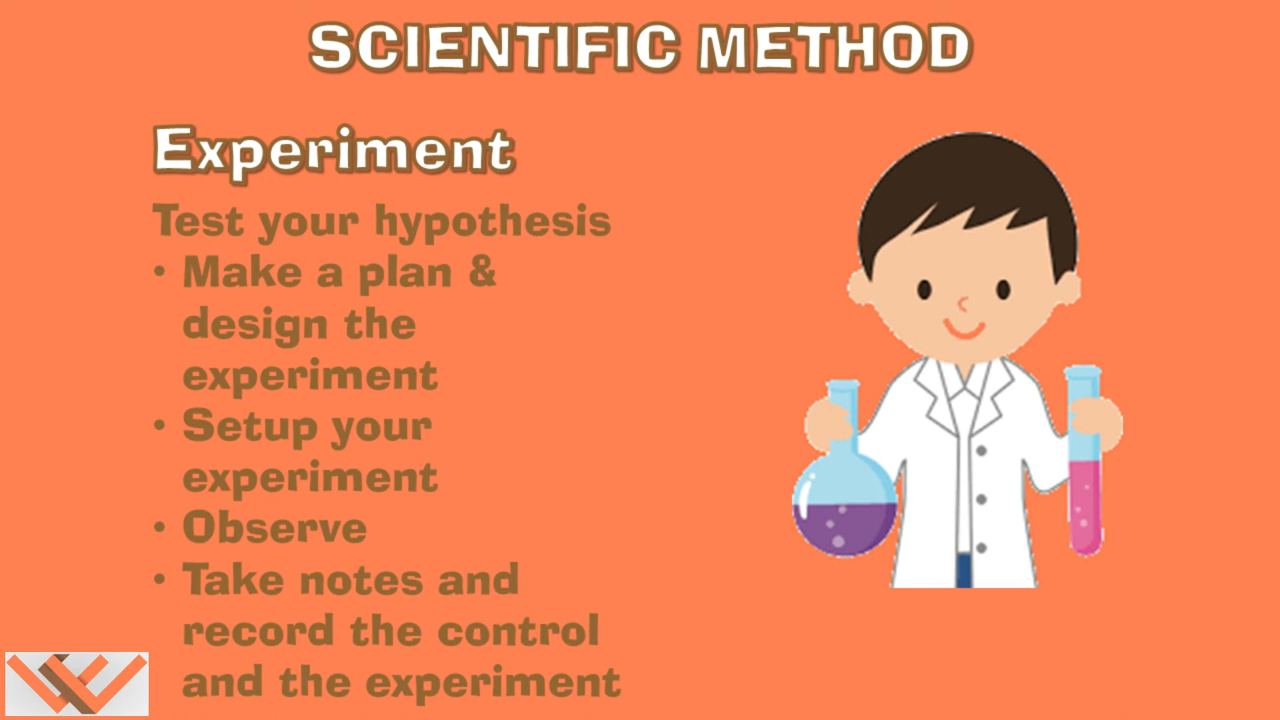 SCIENTIFIC METHOD
Experiment
Test your hypothesis
• Make a plan &
design the
experiment
• Setup your
experiment
• Observe
• Take notes and
record the control
and the experiment